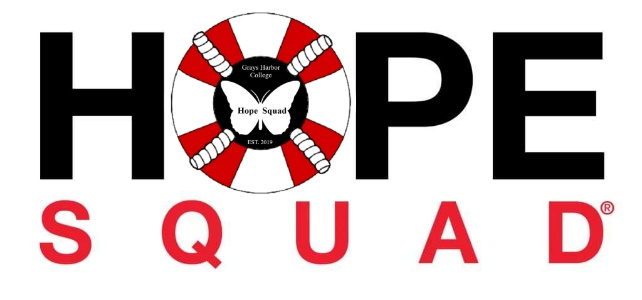 HOPE
Grays Harbor
College
Hope Squad
EST. 2019
SQUAD®